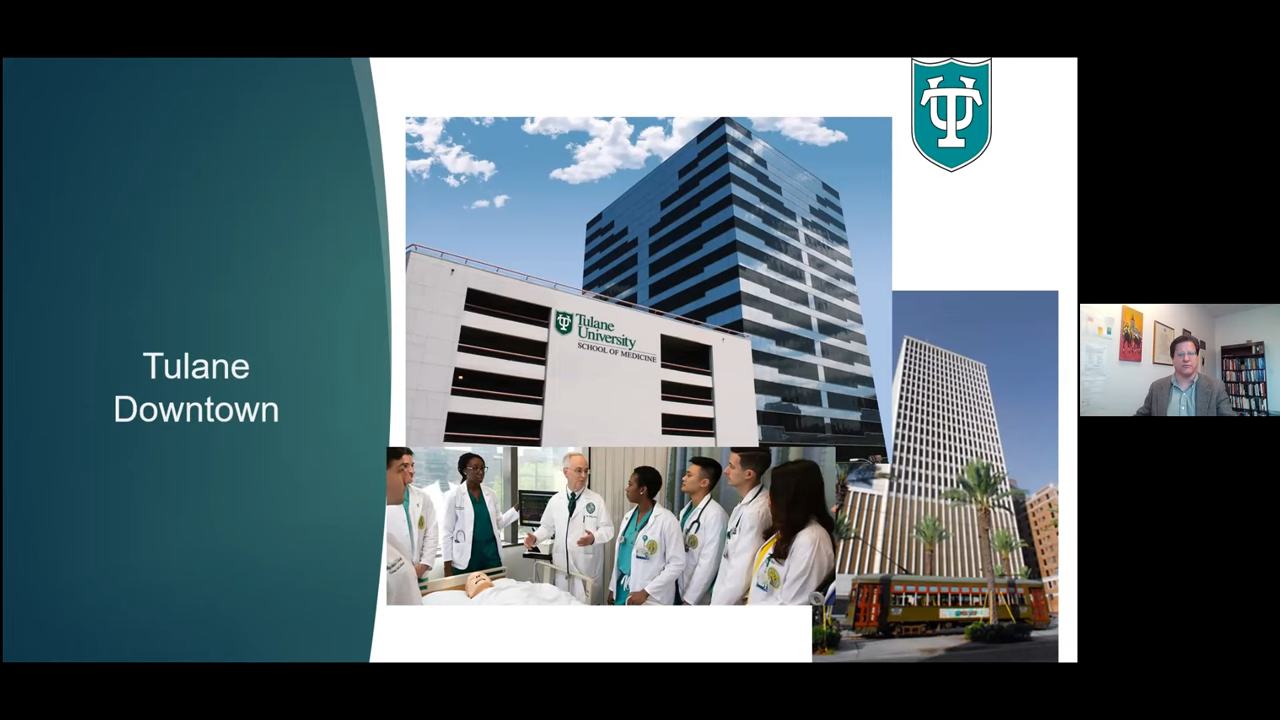 Tulane
Downtown
Tulane
University
SCHOOL OF MEDICINE